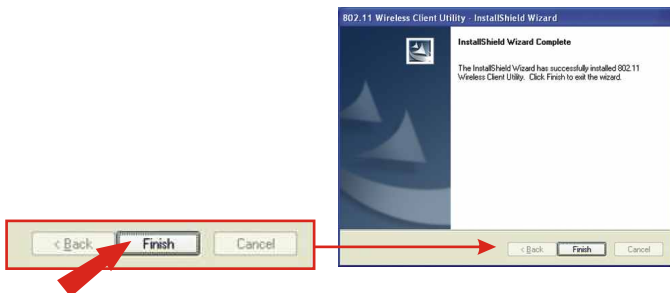 802.11 Wireless Client Utility - InstallShield Wizard
InstallShield Wizard Complete
The InstallShield Wizard has successfully installed 802.11
Wireless Client Utility. Click Finish to exit the wizard.
< Back Finish Cancel
< Back Finish Cancel